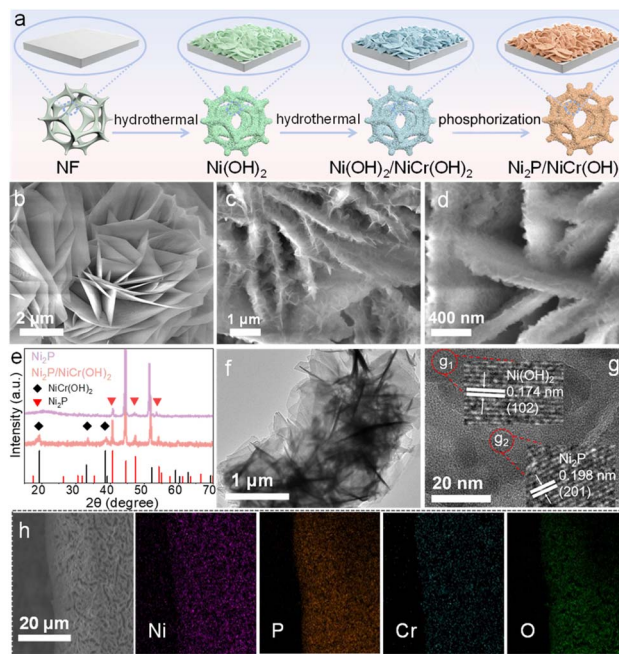 a
hydrothermal
hydrothermal
phosphorization
NF
Ni(OH)₂
Ni(OH)₂/NiCr(OH)₂
Ni₂P/NiCr(OH)
b
2 μm
c
1 μm
d
400 nm
e
Intensity (a.u.)
Ni₂P
Ni₂P/NiCr(OH)₂
NiCr(OH)₂
Ni₂P
20 30 40 50 60 70
2θ (degree)
f
1 μm
g
g₁
Ni(OH)₂
0.174 nm
(102)
g₂
Ni₂P
0.198 nm
(201)
20 nm
h
20 μm
Ni
P
Cr
O